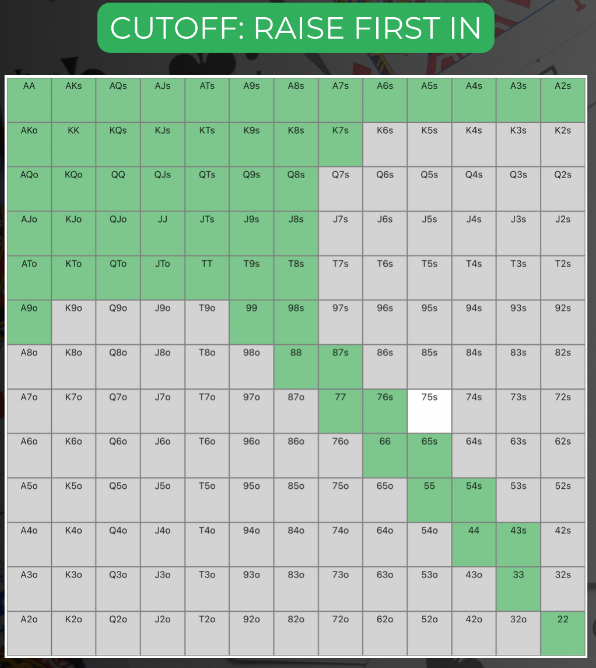 CUTOFF: RAISE FIRST IN
AA AKs AQs AJs ATs A9s A8s A7s A6s A5s A4s A3s A2s
AKo KK KQs KJs KTs K9s K8s K7s K6s K5s K4s K3s K2s
AQo KQo QQ QJs QTs Q9s Q8s Q7s Q6s Q5s Q4s Q3s Q2s
AJo KJo QJo JJ JTs J9s J8s J7s J6s J5s J4s J3s J2s
ATo KTo QTo JTo TT T9s T8s T7s T6s T5s T4s T3s T2s
A9o K9o Q9o J9o T9o 99 98s 97s 96s 95s 94s 93s 92s
A8o K8o Q8o J8o T8o 98o 88 87s 86s 85s 84s 83s 82s
A7o K7o Q7o J7o T7o 97o 87o 77 76s 75s 74s 73s 72s
A6o K6o Q6o J6o T6o 96o 86o 76o 66 65s 64s 63s 62s
A5o K5o Q5o J5o T5o 95o 85o 75o 65o 55 54s 53s 52s
A4o K4o Q4o J4o T4o 94o 84o 74o 64o 54o 44 43s 42s
A3o K3o Q3o J3o T3o 93o 83o 73o 63o 53o 43o 33 32s
A2o K2o Q2o J2o T2o 92o 82o 72o 62o 52o 42o 32o 22